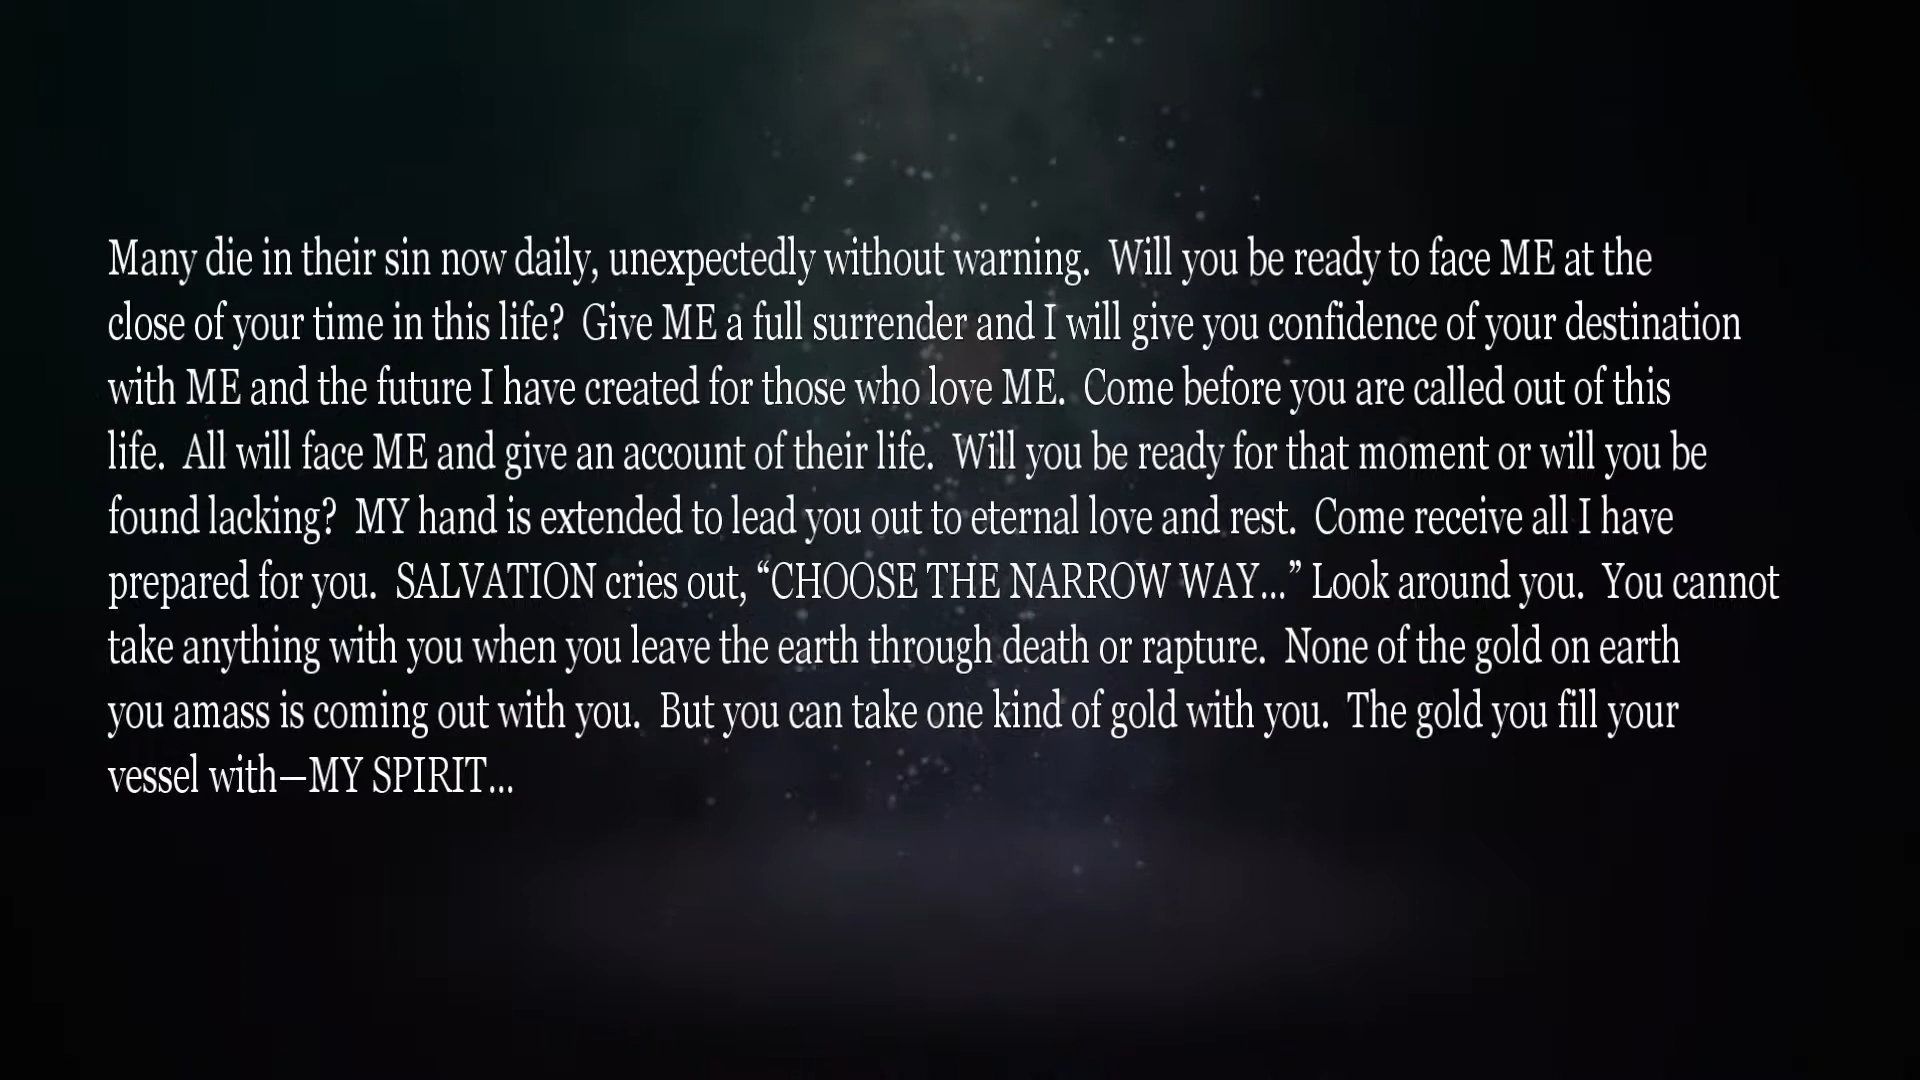 Many die in their sin now daily, unexpectedly without warning.  Will you be ready to face ME at the
close of your time in this life?  Give ME a full surrender and I will give you confidence of your destination
with ME and the future I have created for those who love ME.  Come before you are called out of this
life.  All will face ME and give an account of their life.  Will you be ready for that moment or will you be
found lacking?  MY hand is extended to lead you out to eternal love and rest.  Come receive all I have
prepared for you.  SALVATION cries out, “CHOOSE THE NARROW WAY...” Look around you.  You cannot
take anything with you when you leave the earth through death or rapture.  None of the gold on earth
you amass is coming out with you.  But you can take one kind of gold with you.  The gold you fill your
vessel with—MY SPIRIT...